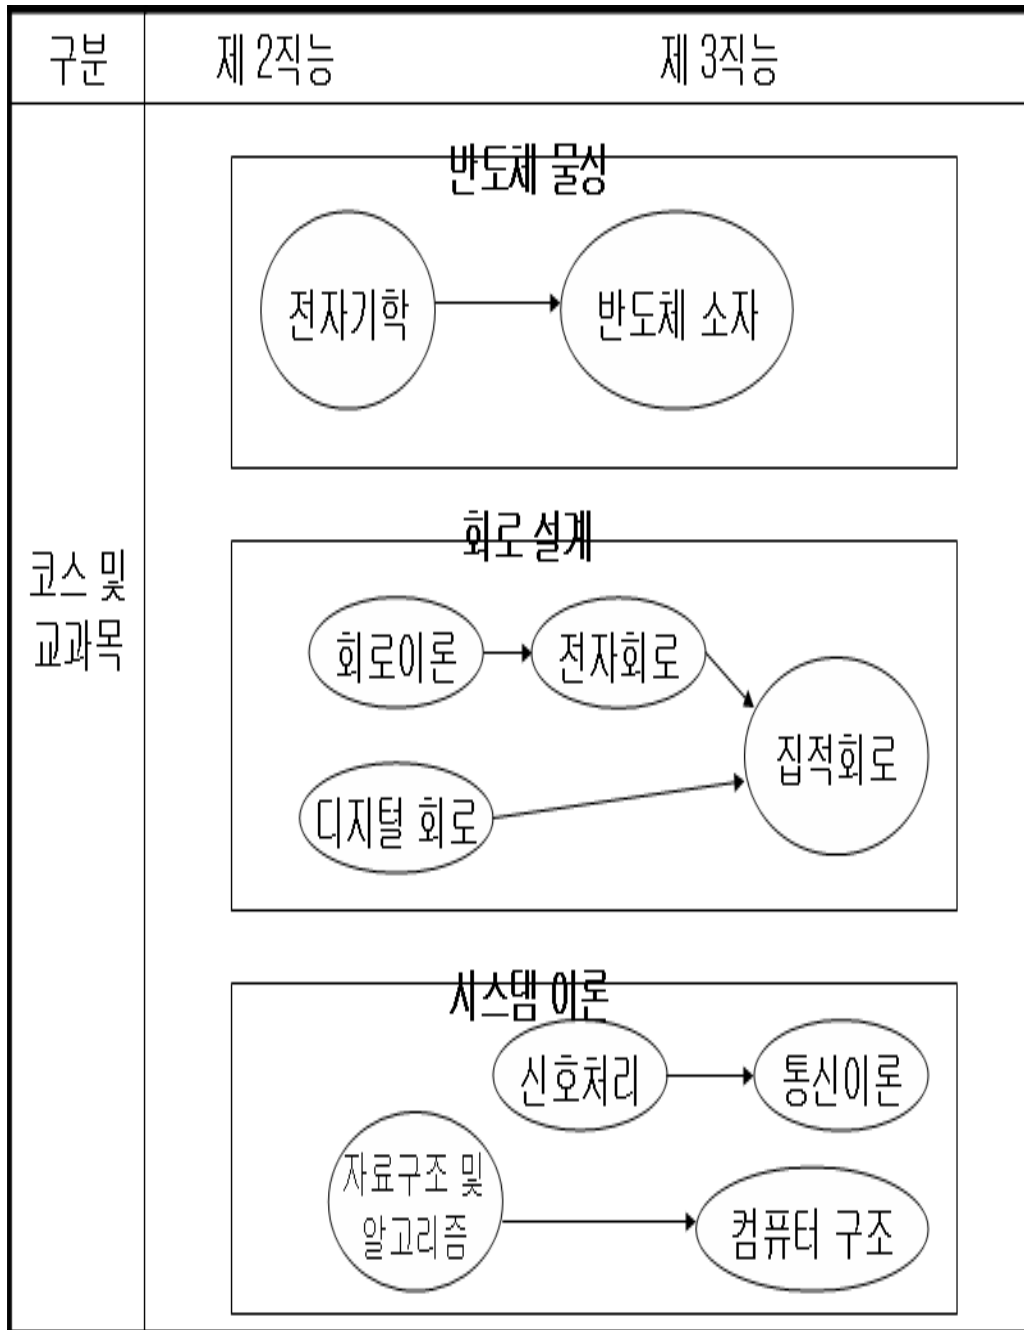 구분 제 2직능 제 3직능
반도체 물성
전자기학 반도체 소자
회로 설계
코스 및
교과목
회로이론 전자회로
집적회로
디지털 회로
시스템 이론
신호처리 통신이론
자료구조 및
알고리즘
컴퓨터 구조